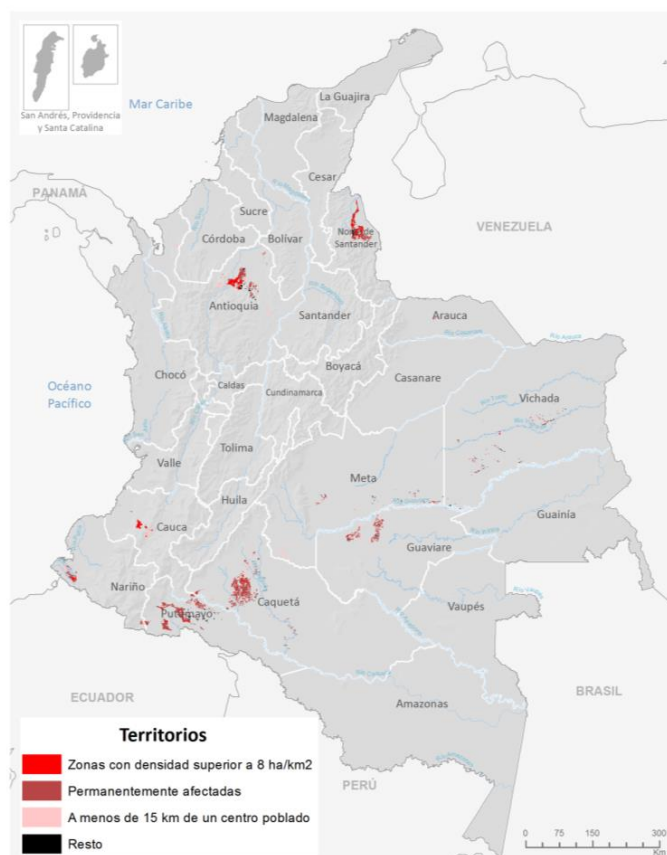 San Andrés, Providencia
y Santa Catalina
Mar Caribe
La Guajira
Magdalena
Cesar
PANAMÁ
Sucre
Norte de
Santander
VENEZUELA
Córdoba
Bolívar
Antioquia
Santander
Arauca
Chocó
Boyacá
Casanare
Océano
Pacífico
Caldas
Cundinamarca
Vichada
Tolima
Valle
Meta
Huila
Cauca
Guainía
Guaviare
Nariño
Caquetá
Vaupés
Putumayo
ECUADOR
Amazonas
BRASIL
PERÚ
Territorios
Zonas con densidad superior a 8 ha/km2
Permanentemente afectadas
A menos de 15 km de un centro poblado
Resto
0 75 150 300
Km